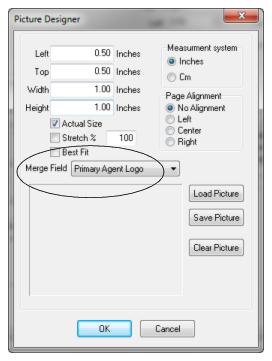 Picture Designer
Left 0.50 Inches
Top 0.50 Inches
Width 1.00 Inches
Height 1.00 Inches
Actual Size
Stretch % 100
Best Fit
Measurment system
Inches
Cm
Page Alignment
No Alignment
Left
Center
Right
Merge Field Primary Agent Logo
Load Picture
Save Picture
Clear Picture
OK Cancel